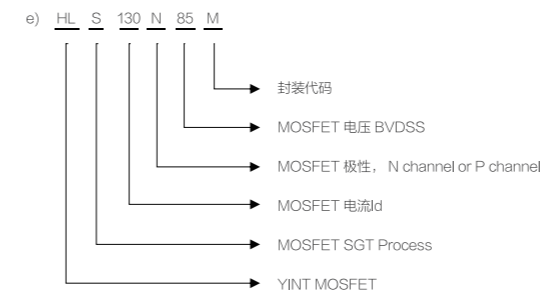 e) HL S 130 N 85 M
封装代码
MOSFET 电压 BVDSS
MOSFET 极性， N channel or P channel
MOSFET 电流Id
MOSFET SGT Process
YINT MOSFET